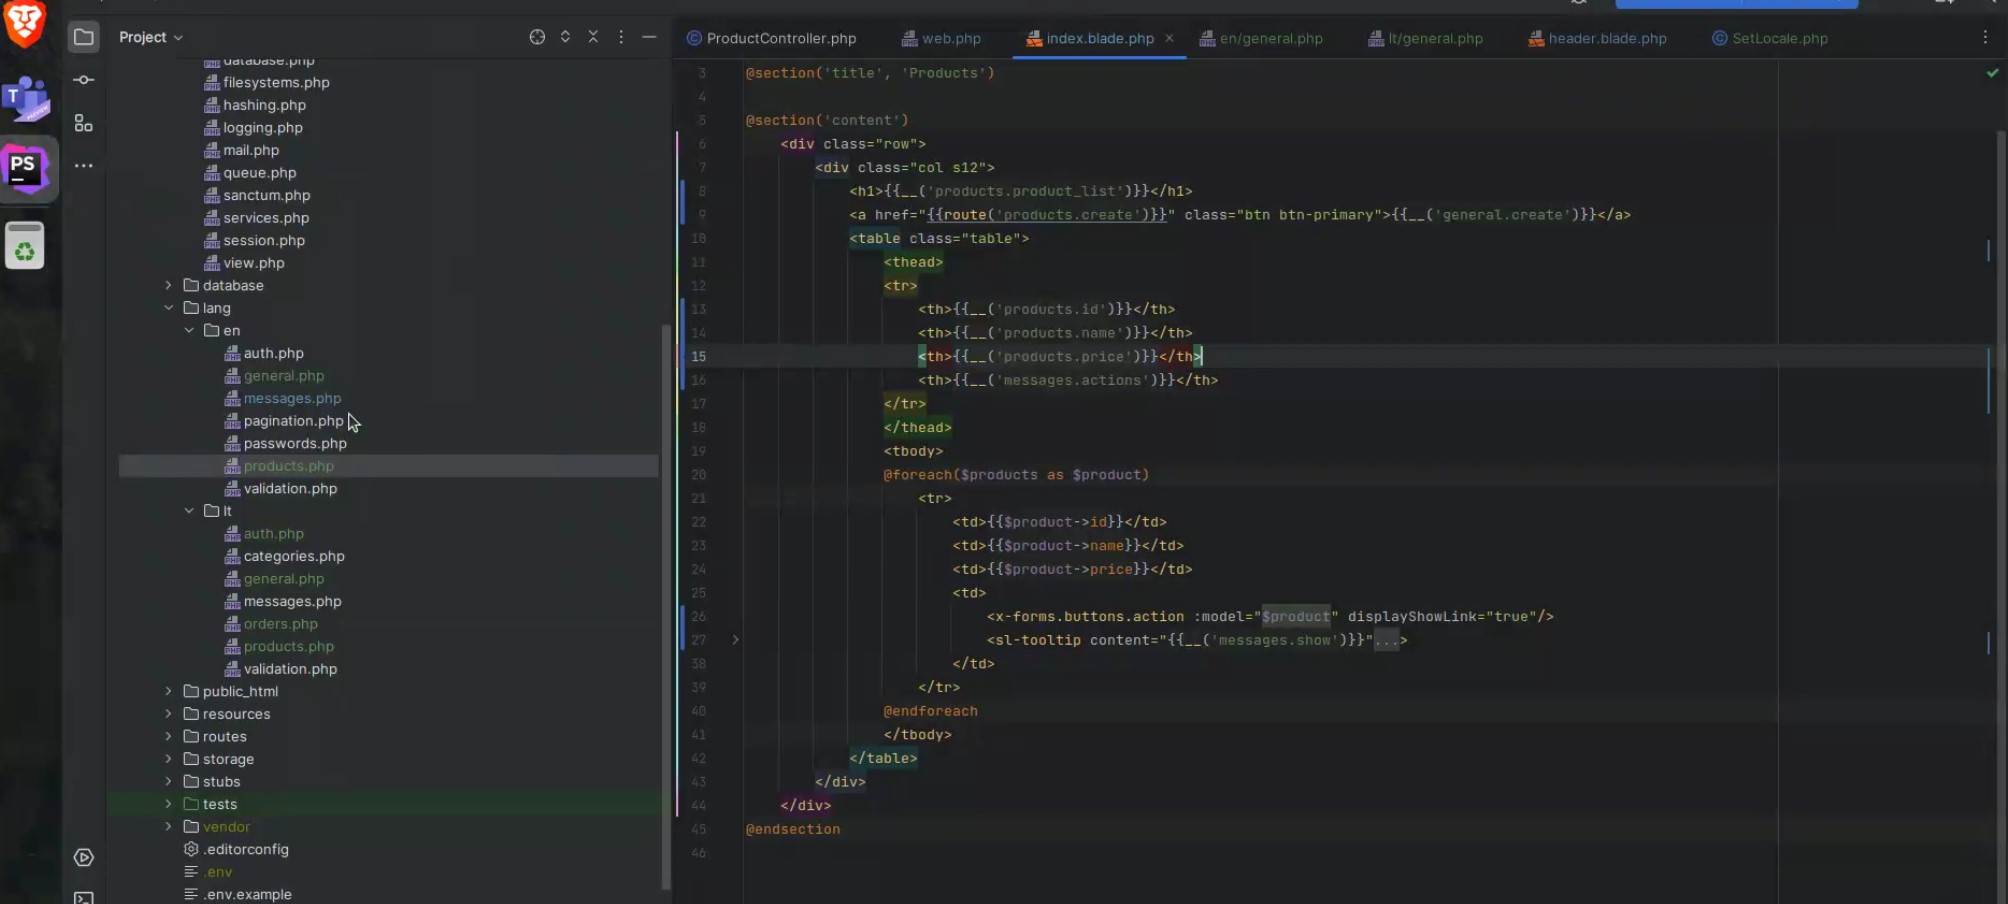 T
PS
Project
database.php
filesystems.php
hashing.php
logging.php
mail.php
queue.php
sanctum.php
services.php
session.php
view.php
database
lang
en
auth.php
general.php
messages.php
pagination.php
passwords.php
products.php
validation.php
lt
auth.php
categories.php
general.php
messages.php
orders.php
products.php
validation.php
public_html
resources
routes
storage
stubs
tests
vendor
.editorconfig
.env
.env.example
ProductController.php
web.php
index.blade.php
en/general.php
lt/general.php
header.blade.php
SetLocale.php
3 @section('title', 'Products')
4
5 @section('content')
6 <div class="row">
7 <div class="col s12">
8 <h1>{{__('products.product_list')}}</h1>
9 <a href="{{route('products.create')}}" class="btn btn-primary">{{__('general.create')}}</a>
10 <table class="table">
11 <thead>
12 <tr>
13 <th>{{__('products.id')}}</th>
14 <th>{{__('products.name')}}</th>
15 <th>{{__('products.price')}}</th>
16 <th>{{__('messages.actions')}}</th>
17 </tr>
18 </thead>
19 <tbody>
20 @foreach($products as $product)
21 <tr>
22 <td>{{$product->id}}</td>
23 <td>{{$product->name}}</td>
24 <td>{{$product->price}}</td>
25 <td>
26 <x-forms.buttons.action :model="$product" displayShowLink="true"/>
27 <sl-tooltip content="{{__('messages.show')}}"...>
38 </td>
39 </tr>
40 @endforeach
41 </tbody>
42 </table>
43 </div>
44 </div>
45 @endsection
46